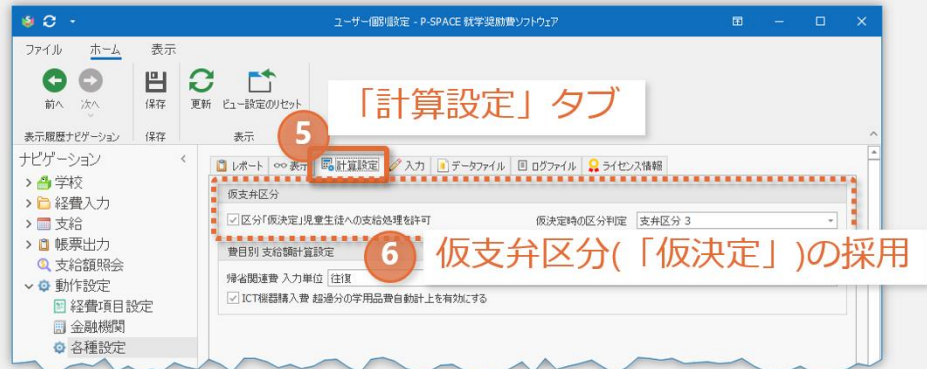 ユーザー個別設定 - P-SPACE 就学奨励費ソフトウェア
ファイル ホーム 表示
前へ 次へ 保存 更新 ビュー設定のリセット
表示履歴ナビゲーション 保存 表示
「計算設定」タブ
5
ナビゲーション
レポート 表示 計算設定 入力 データファイル ログファイル ライセンス情報
学校
経費入力
支給
帳票出力
支給額照会
動作設定
経費項目設定
金融機関
各種設定
仮支弁区分
区分「仮決定」児童生徒への支給処理を許可 仮決定時の区分判定 支弁区分 3
6
仮支弁区分(「仮決定」)の採用
費目別 支給額計算設定
帰省関連費 入力単位 往復
ICT機器購入費 超過分の学用品費自動計上を有効にする